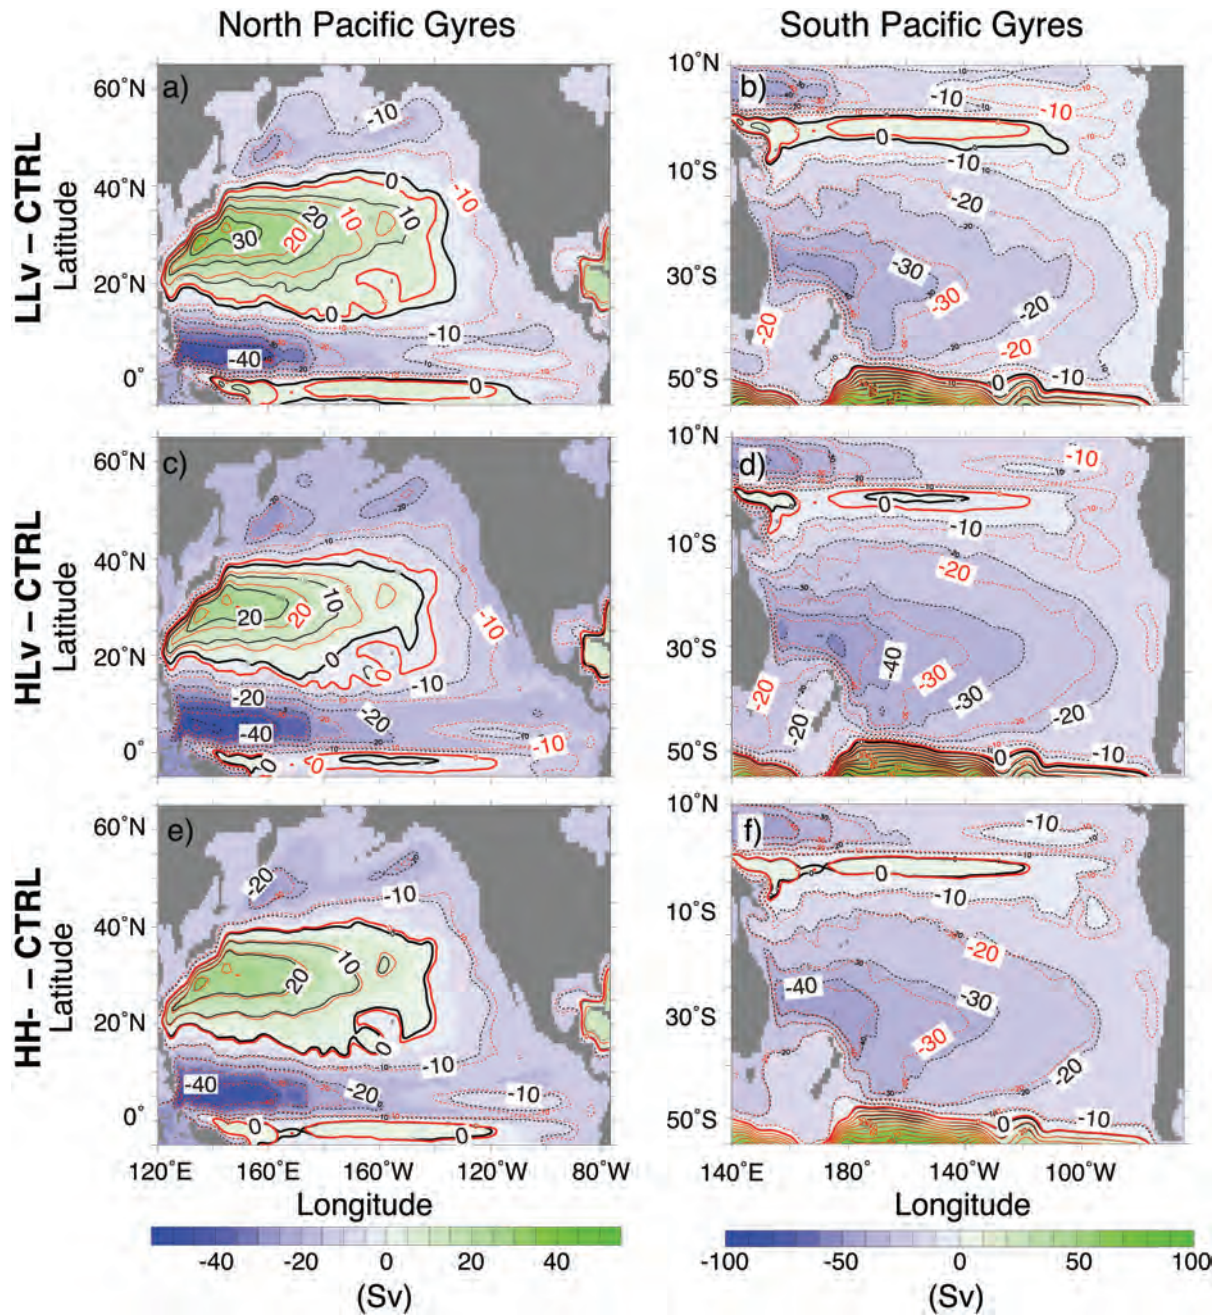 North Pacific Gyres
South Pacific Gyres
LLv – CTRL
Latitude
60˚N
40˚N
20˚N
0˚
a)
-10
0
-10
20
10
10
30
20
0
-10
-40
0
10˚N
10˚S
30˚S
50˚S
b)
-10
-10
0
-10
-20
-30
-30
-20
-20
-20
0
-10
HLv – CTRL
Latitude
60˚N
40˚N
20˚N
0˚
c)
10
20
20
-10
0
0
-10
-20
-20
-40
-10
0
0
10˚N
10˚S
30˚S
50˚S
d)
-10
0
-10
-20
-40
-30
-30
-20
-20
-20
0
-10
HH- – CTRL
Latitude
60˚N
40˚N
20˚N
0˚
e)
-20
-10
10
20
0
-10
-40
-20
-10
0
0
120˚E
160˚E
160˚W
120˚W
80˚W
Longitude
10˚N
10˚S
30˚S
50˚S
f)
-10
0
-10
-20
-40
-30
-30
-20
0
-10
140˚E
180˚
140˚W
100˚W
Longitude
-40
-20
0
20
40
(Sv)
-100
-50
0
50
100
(Sv)